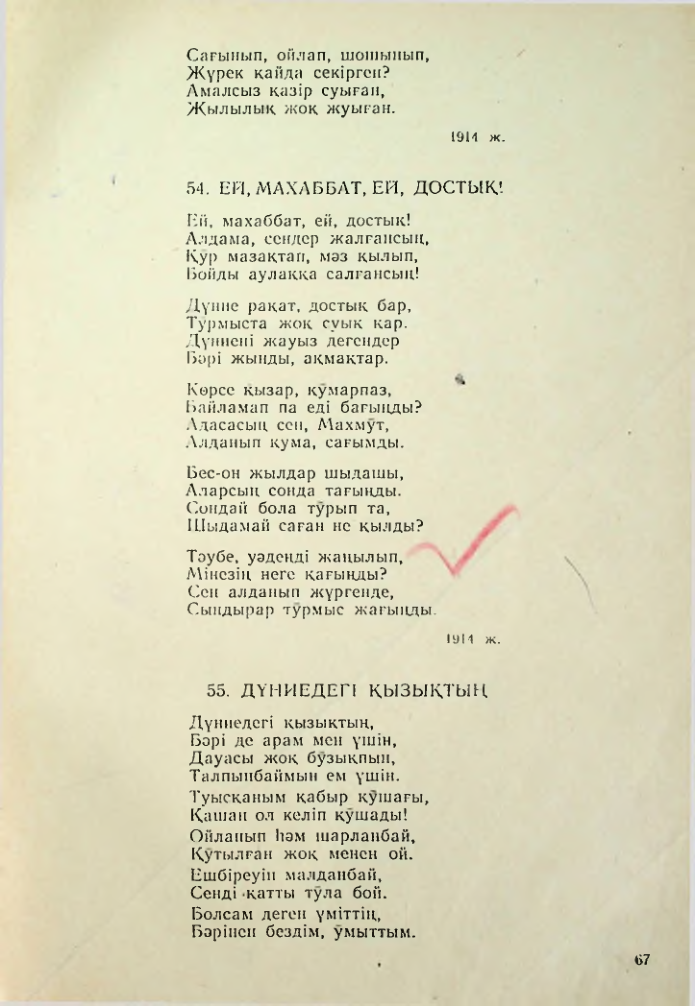 Сағынып, ойлап, шошынып,
Жүрек қайда секірген?
Амалсыз қазір суыған,
Жылылық жоқ жуыған.
1914 ж.
54. ЕЙ, МАХАББАТ, ЕЙ, ДОСТЫҚ!
Ей, махаббат, ей, достық!
Алдама, сендер жалғансың,
Құр мазақтап, мәз қылып,
Бойды аулаққа салғансың!
Дүние рақат, достық бар,
Тұрмыста жоқ суық қар.
Дүниені жауыз дегендер
Бәрі жынды, ақмақтар.
Көрсе қызар, құмарпаз,
Байламап па еді бағыңды?
Адасасың сен, Махмұт,
Алданып қума, сағымды.
Бес-он жылдар шыдашы,
Аларсың сонда тағыңды.
Сондай бола тұрып та,
Шыдамай саған не қылды?
Тәубе, уәдеңді жаңылып,
Мінезің неге қағыңды?
Сен алданып жүргенде,
Сындырар тұрмыс жағыңды.
1914 ж.
55. ДҮНИЕДЕГІ ҚЫЗЫҚТЫҢ
Дүниедегі қызықтың,
Бәрі де арам мен үшін,
Дауасы жоқ бұзықпын,
Талпынбаймын ем үшін.
Туысқаным қабыр құшағы,
Қашан ол келіп құшады!
Ойланып һәм шарланбай,
Құтылған жоқ менен ой.
Ешбіреуін малданбай,
Сенді қатты тұла бой.
Болсам деген үміттің,
Бәрінен бездім, ұмыттым.
67